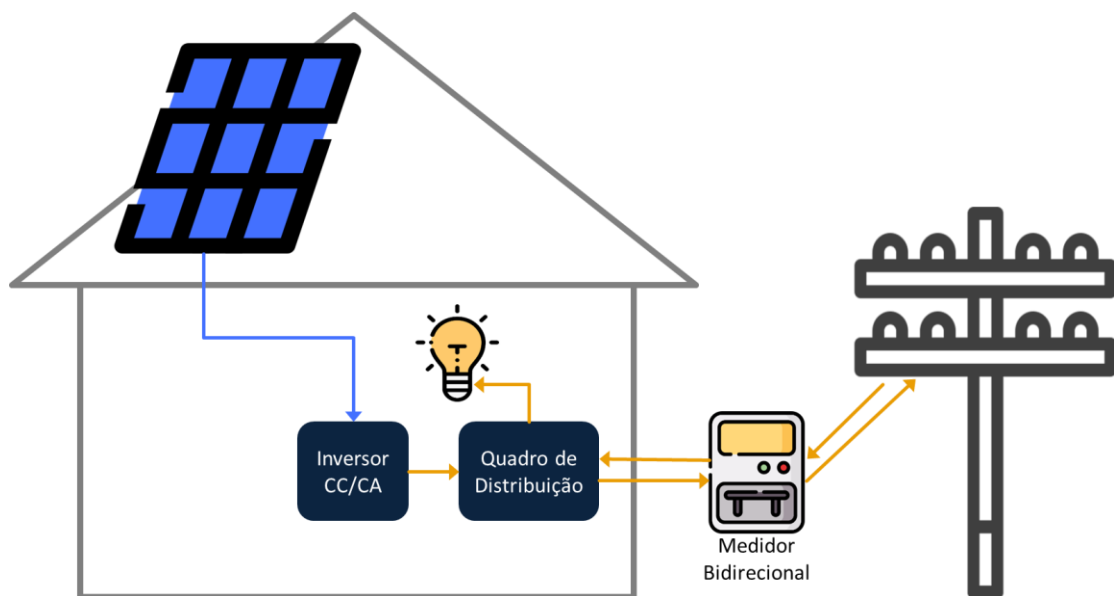 Inversor
CC/CA
Quadro de
Distribuição
Medidor
Bidirecional